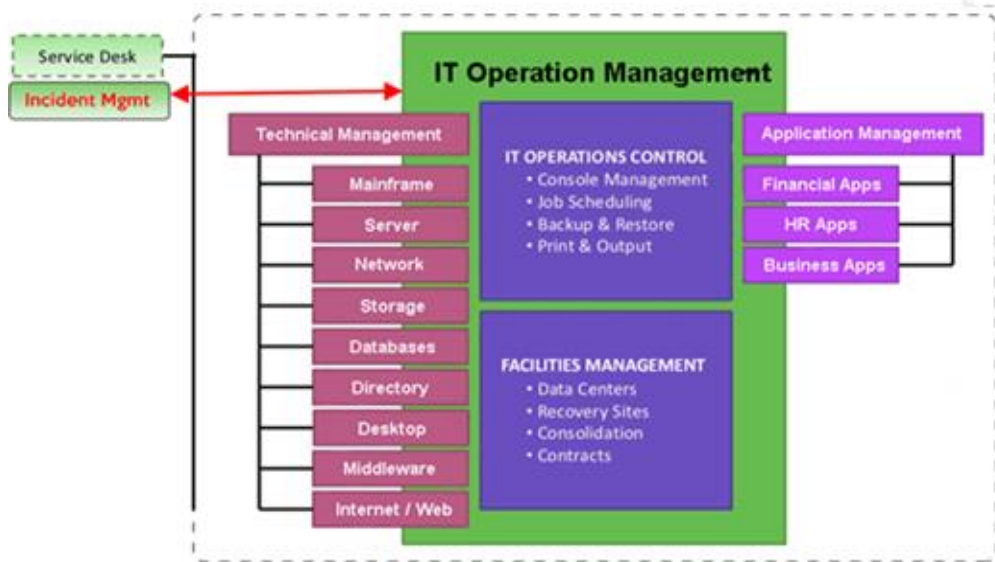 Service Desk
Incident Mgmt
IT Operation Management
Technical Management
Mainframe
Server
Network
Storage
Databases
Directory
Desktop
Middleware
Internet / Web
IT OPERATIONS CONTROL
• Console Management
• Job Scheduling
• Backup & Restore
• Print & Output
FACILITIES MANAGEMENT
• Data Centers
• Recovery Sites
• Consolidation
• Contracts
Application Management
Financial Apps
HR Apps
Business Apps